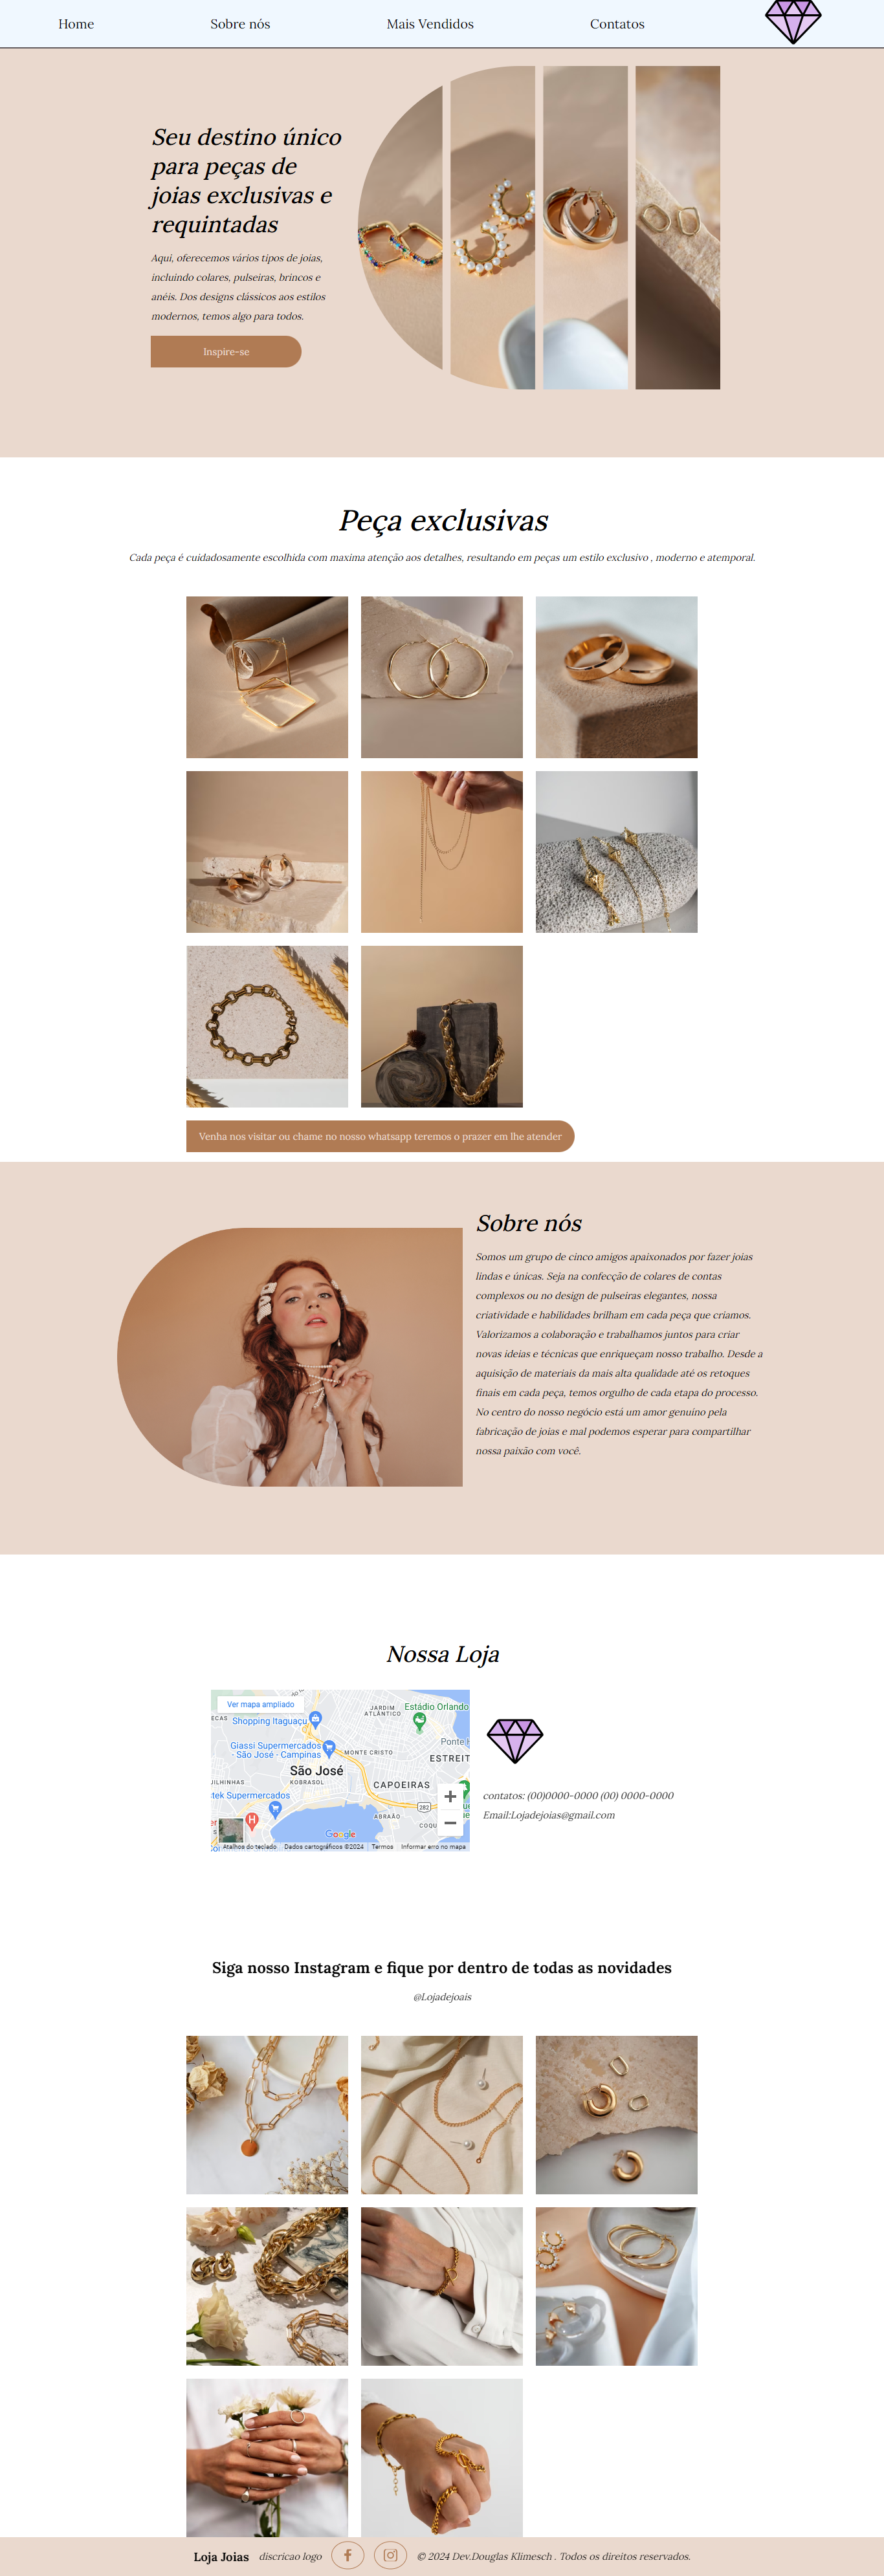 Home Sobre nós Mais Vendidos Contatos
Seu destino único
para peças de
joias exclusivas e
requintadas
Aqui, oferecemos vários tipos de joias,
incluindo colares, pulseiras, brincos e
anéis. Dos designs clássicos aos estilos
modernos, temos algo para todos.
Inspire-se
Peça exclusivas
Cada peça é cuidadosamente escolhida com maxima atenção aos detalhes, resultando em peças um estilo exclusivo , moderno e atemporal.
Venha nos visitar ou chame no nosso whatsapp teremos o prazer em lhe atender
Sobre nós
Somos um grupo de cinco amigos apaixonados por fazer joias
lindas e únicas. Seja na confecção de colares de contas
complexos ou no design de pulseiras elegantes, nossa
criatividade e habilidades brilham em cada peça que criamos.
Valorizamos a colaboração e trabalhamos juntos para criar
novas ideias e técnicas que enriqueçam nosso trabalho. Desde a
aquisição de materiais da mais alta qualidade até os retoques
finais em cada peça, temos orgulho de cada etapa do processo.
No centro do nosso negócio está um amor genuíno pela
fabricação de joias e mal podemos esperar para compartilhar
nossa paixão com você.
Nossa Loja
Ver mapa ampliado
JARDIM
ATLÂNTICO
Estádio Orlando
ECAS
Shopping Itaguaçu
Ponte H
Giassi Supermercados
- São José - Campinas
MONTE CRISTO
ESTREIT
São José
KOBRASOL
ILHINHAS
CAPOEIRAS
tek Supermercados
282
ABRAÃO
COQU
Google
Atalhos do teclado Dados cartográficos ©2024 Termos Informar erro no mapa
contatos: (00)0000-0000 (00) 0000-0000
Email:Lojadejoias@gmail.com
Siga nosso Instagram e fique por dentro de todas as novidades
@Lojadejoais
Loja Joias discricao logo © 2024 Dev.Douglas Klimesch . Todos os direitos reservados.